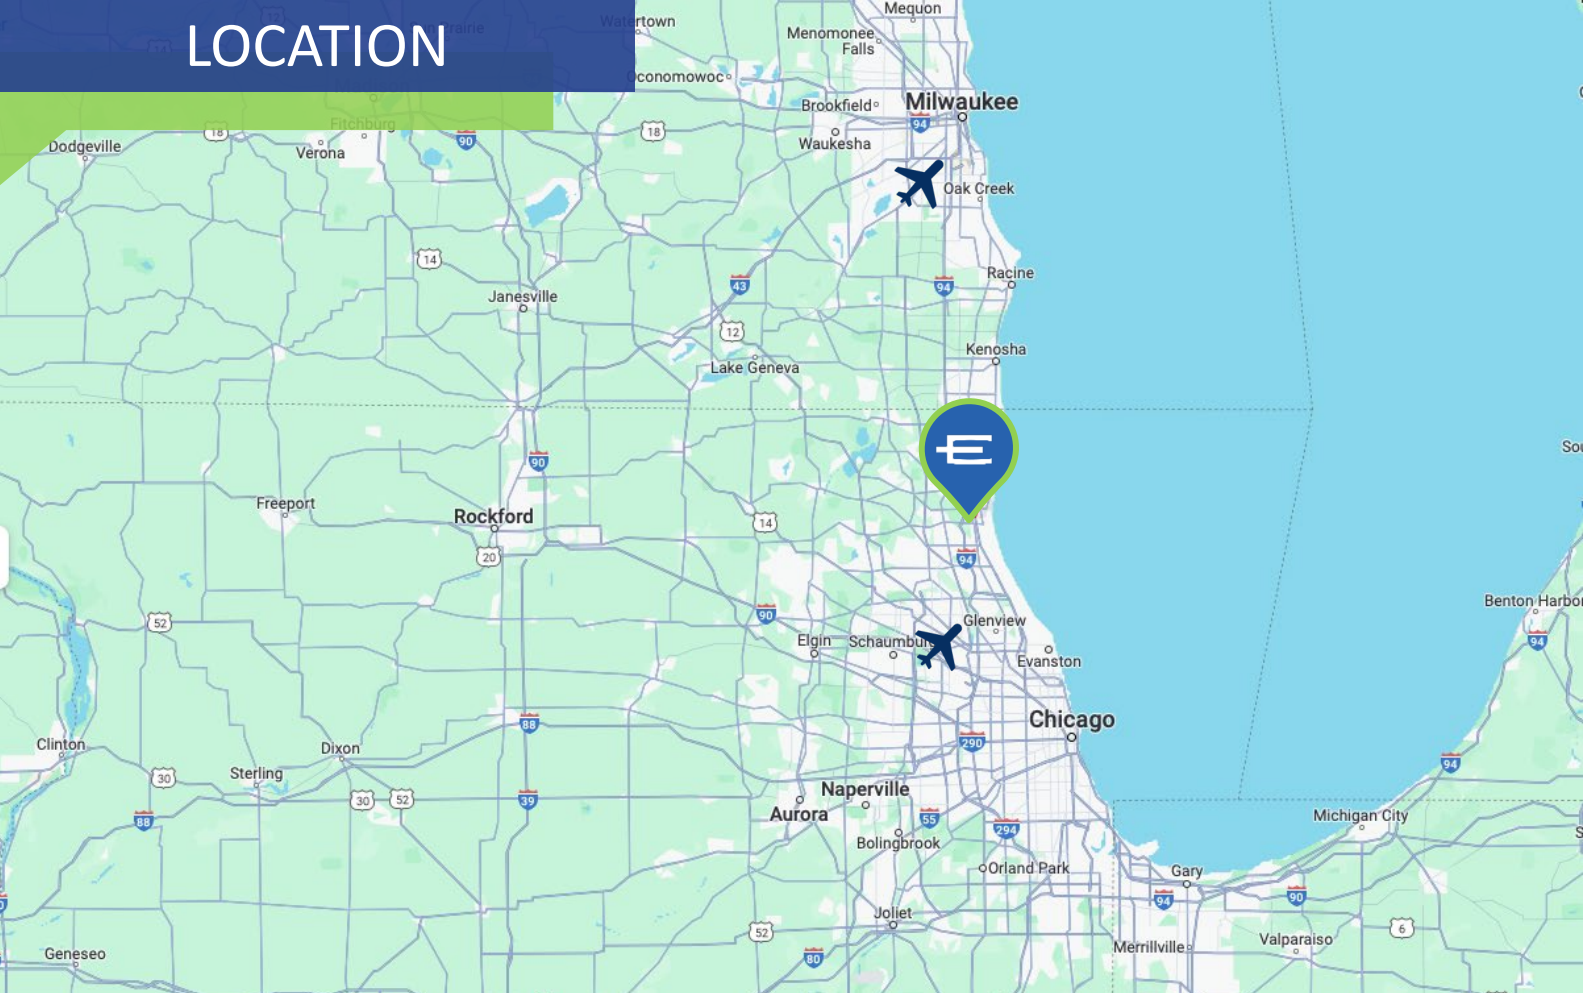 LOCATION
Mequon
Watertown
Menomonee
Falls
Oconomowoc
Brookfield
Milwaukee
94
18
18
Fitchburg
90
Waukesha
Dodgeville
Verona
Oak Creek
14
Racine
43
94
Janesville
12
Kenosha
Lake Geneva
90
Freeport
Rockford
14
20
94
Benton Harbor
90
52
Glenview
Elgin
Schaumburg
94
Evanston
Chicago
88
290
Clinton
Dixon
94
Sterling
30
Naperville
30
52
39
Aurora
Michigan City
88
55
294
Bolingbrook
Orland Park
Gary
90
94
Joliet
52
6
Valparaiso
Merrillville
Geneseo
80